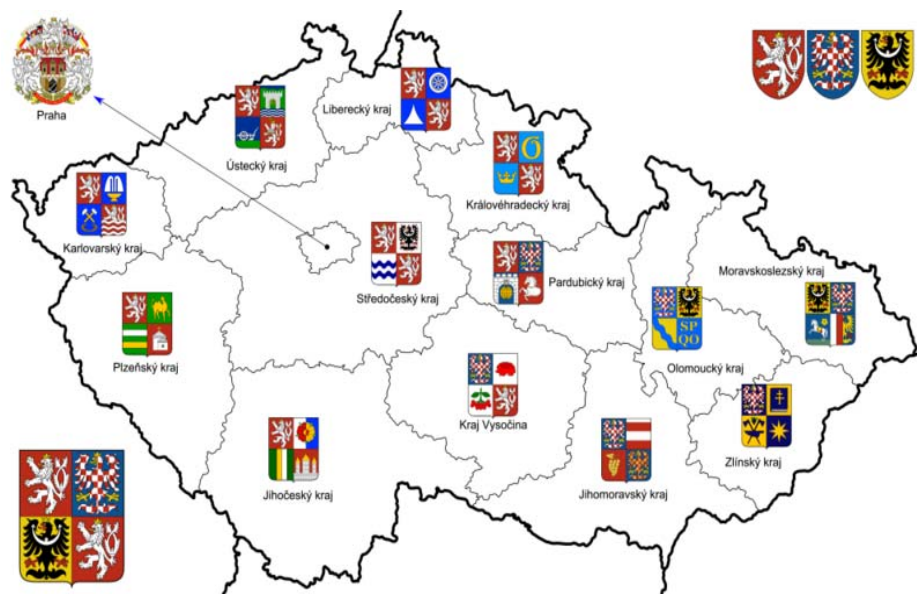 Praha
Liberecký kraj
Ústecký kraj
Královéhradecký kraj
Karlovarský kraj
Středočeský kraj
Pardubický kraj
Moravskoslezský kraj
SP
QO
Olomoucký kraj
Plzeňský kraj
Kraj Vysočina
Zlínský kraj
Jihočeský kraj
Jihomoravský kraj